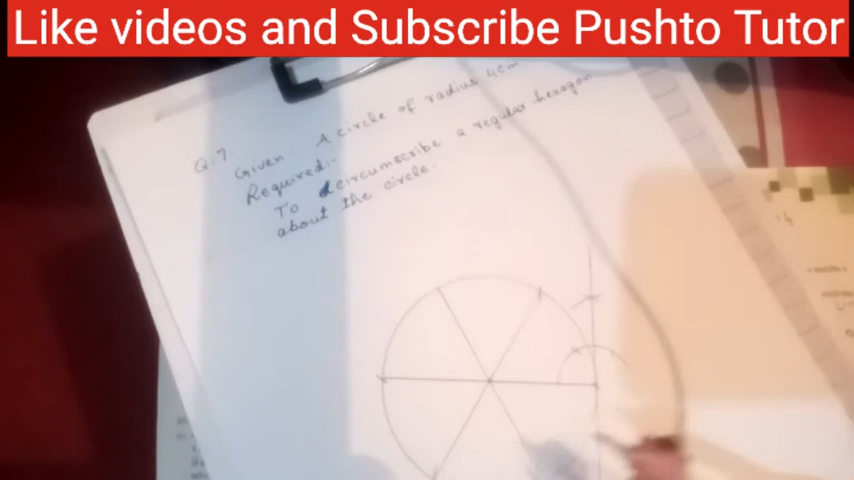 Like videos and Subscribe Pushto Tutor
Q.7.
Given: A circle of radius 4cm
Required:-
To circumscribe a regular hexagon
about the circle.